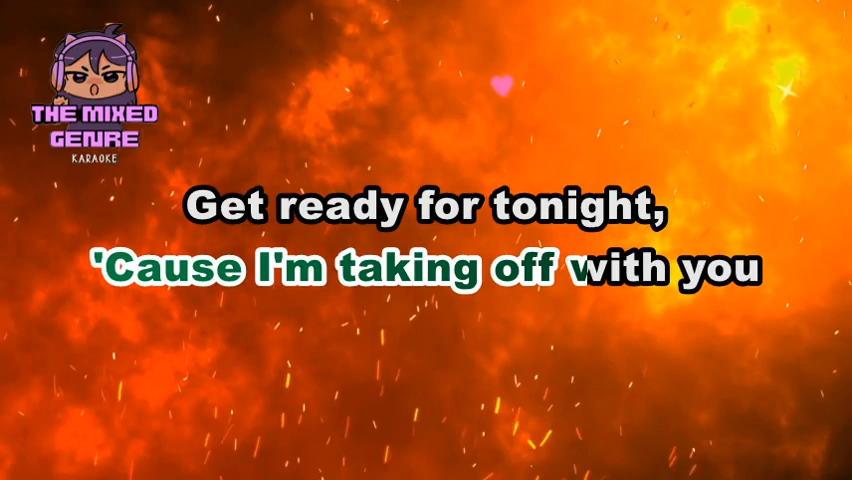 THE MIXED
GENRE
KARAOKE
Get ready for tonight,
'Cause I'm taking off with you